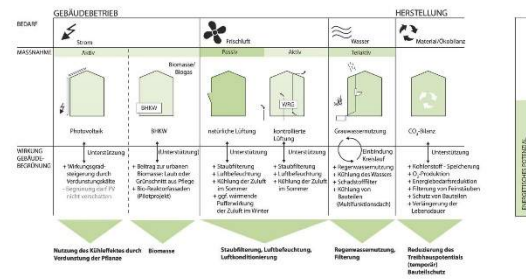 GEBÄUDEBETRIEB
HERSTELLUNG
BEDARF
Strom
Frischluft
Wasser
Material/Ökobilanz
MASSNAHME
Aktiv
Passiv
Aktiv
Teilaktiv
Biomasse/
Biogas
BHKW
WRG
Photovoltaik
BHKW
natürliche Lüftung
kontrollierte
Lüftung
Grauwassernutzung
CO₂-Bilanz
WIRKUNG
GEBÄUDE-
BEGRÜNUNG
Unterstützung
(Unterstützung)
Unterstützung
Unterstützung
Einbindung
Kreislauf
Unterstützung
+ Wirkungsgrad-
steigerung durch
Verdunstungskälte
- Begrünung darf PV
nicht verschatten
+ Beitrag zur urbanen
Biomasse: Laub oder
Grünschnitt aus Pflege
+ Bio-Reaktorfassaden
(Pilotprojekt)
+ Staubfilterung
+ Luftbefeuchtung
+ Kühlung der Zuluft
im Sommer
+ ggf. wärmende
Pufferwirkung
der Zuluft im Winter
+ Staubfilterung
+ Luftbefeuchtung
+ Kühlung der Zuluft
im Sommer
+ Regenwassernutzung
+ Kühlung des Wassers
+ Schadstofffilter
+ Kühlung von
Bauteilen
(Multifunktionsdach)
+ Kohlenstoff - Speicherung
+ O₂-Produktion
+ Energiebedarfsreduktion
+ Filterung von Feinstäuben
+ Schutz von Bauteilen
+ Verlängerung der
Lebensdauer
Nutzung des Kühleffektes durch
Verdunstung der Pflanze
Biomasse
Staubfilterung, Luftbefeuchtung,
Luftkonditionierung
Regenwassernutzung,
Filterung
Reduzierung des
Treibhauspotentials
(temporär)
Bauteilschutz
ENERGETISCHES POTENZIAL